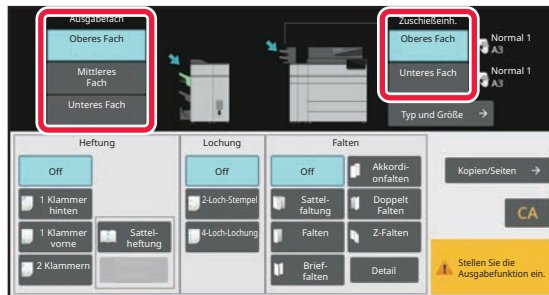 Ausgabefach
Oberes Fach
Mittleres
Fach
Unteres Fach
Zuschießeinh.
Oberes Fach
Unteres Fach
Normal 1
A3
Normal 1
A3
Typ und Größe
Heftung
Off
1 Klammer
hinten
1 Klammer
vorne
2 Klammern
Sattel-
heftung
Lochung
Off
2-Loch-Stempel
4-Loch-Lochung
Falten
Off
Sattel-
faltung
Falten
Brief-
falten
Akkordi-
onfalten
Doppelt
Falten
Z-Falten
Detail
Kopien/Seiten
CA
Stellen Sie die
Ausgabefunktion ein.